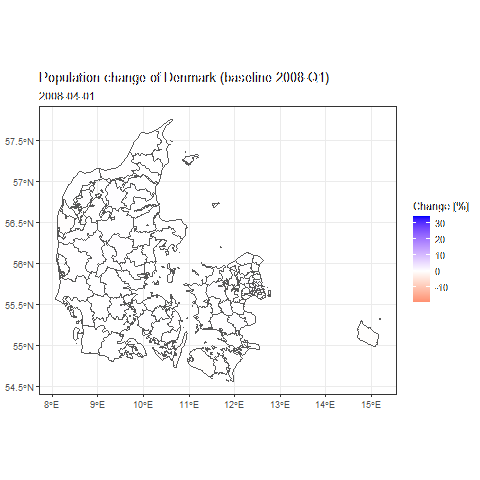 Population change of Denmark (baseline 2008-Q1)
2008-04-01
57.5°N
57°N
56.5°N
56°N
55.5°N
55°N
54.5°N
8°E 9°E 10°E 11°E 12°E 13°E 14°E 15°E
Change (%)
30
20
10
0
-10